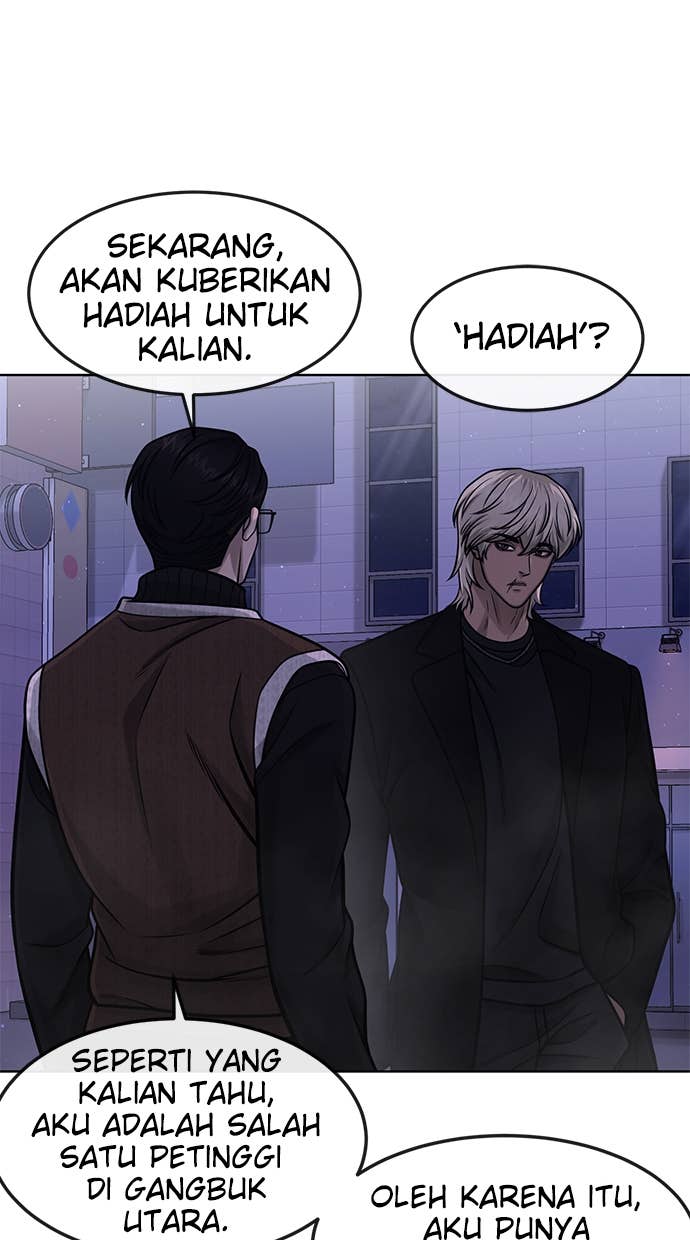 SEKARANG,
AKAN KUBERIKAN
HADIAH UNTUK
KALIAN.
'HADIAH'?
SEPERTI YANG
KALIAN TAHU,
AKU ADALAH SALAH
SATU PETINGGI
DI GANGBUK
UTARA.
OLEH KARENA ITU,
AKU PUNYA